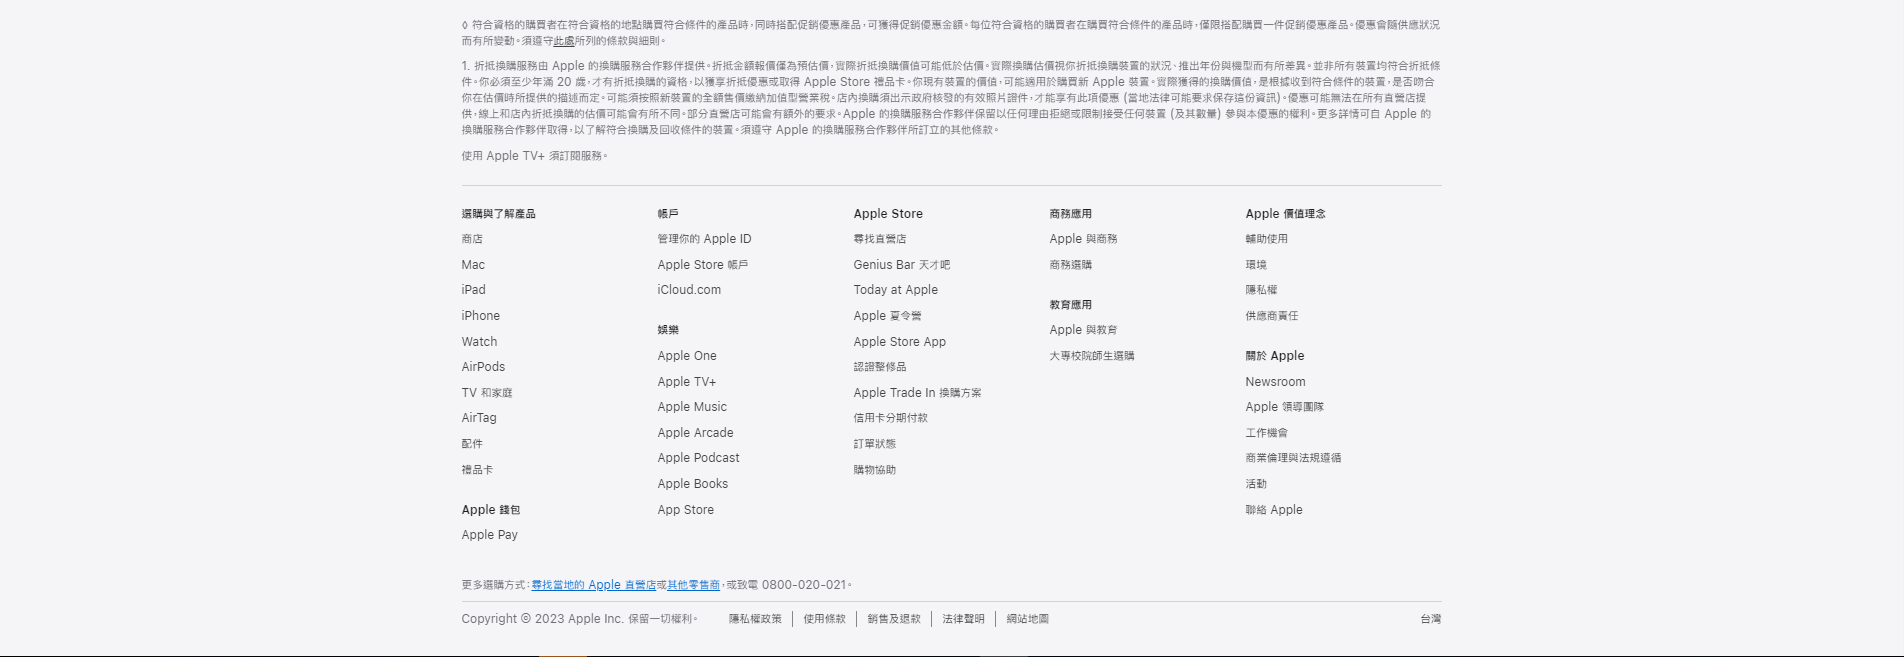 ◊ 符合資格的購買者在符合資格的地點購買符合條件的產品時，同時搭配促銷優惠產品，可獲得促銷優惠金額。每位符合資格的購買者在購買符合條件的產品時，僅限搭配購買一件促銷優惠產品。優惠會隨供應狀況
而有所變動。須遵守此處所列的條款與細則。
1. 折抵換購服務由 Apple 的換購服務合作夥伴提供。折抵金額報價僅為預估價，實際折抵換購價值可能低於估價。實際換購估價視你折抵換購裝置的狀況、推出年份與機型而有所差異。並非所有裝置均符合折抵條
件。你必須至少年滿 20 歲，才有折抵換購的資格，以獲享折抵優惠或取得 Apple Store 禮品卡。你現有裝置的價值，可能適用於購買新 Apple 裝置。實際獲得的換購價值，是根據收到符合條件的裝置，是否吻合
你在估價時所提供的描述而定。可能須按照新裝置的全額售價繳納加值型營業稅。店內換購須出示政府核發的有效照片證件，才能享有此項優惠 (當地法律可能要求保存這份資訊)。優惠可能無法在所有直營店提
供，線上和店內折抵換購的估價可能會有所不同。部分直營店可能會有額外的要求。Apple 的換購服務合作夥伴保留以任何理由拒絕或限制接受任何裝置 (及其數量) 參與本優惠的權利。更多詳情可自 Apple 的
換購服務合作夥伴取得，以了解符合換購及回收條件的裝置。須遵守 Apple 的換購服務合作夥伴所訂立的其他條款。
使用 Apple TV+ 須訂閱服務。
選購與了解產品
商店
Mac
iPad
iPhone
Watch
AirPods
TV 和家庭
AirTag
配件
禮品卡
Apple 錢包
Apple Pay
帳戶
管理你的 Apple ID
Apple Store 帳戶
iCloud.com
娛樂
Apple One
Apple TV+
Apple Music
Apple Arcade
Apple Podcast
Apple Books
App Store
Apple Store
尋找直營店
Genius Bar 天才吧
Today at Apple
Apple 夏令營
Apple Store App
認證整修品
Apple Trade In 換購方案
信用卡分期付款
訂單狀態
購物協助
商務應用
Apple 與商務
商務選購
教育應用
Apple 與教育
大專校院師生選購
Apple 價值理念
輔助使用
環境
隱私權
供應商責任
關於 Apple
Newsroom
Apple 領導團隊
工作機會
商業倫理與法規遵循
活動
聯絡 Apple
更多選購方式：尋找當地的 Apple 直營店或其他零售商，或致電 0800-020-021。
Copyright © 2023 Apple Inc. 保留一切權利。 隱私權政策 使用條款 銷售及退款 法律聲明 網站地圖 台灣